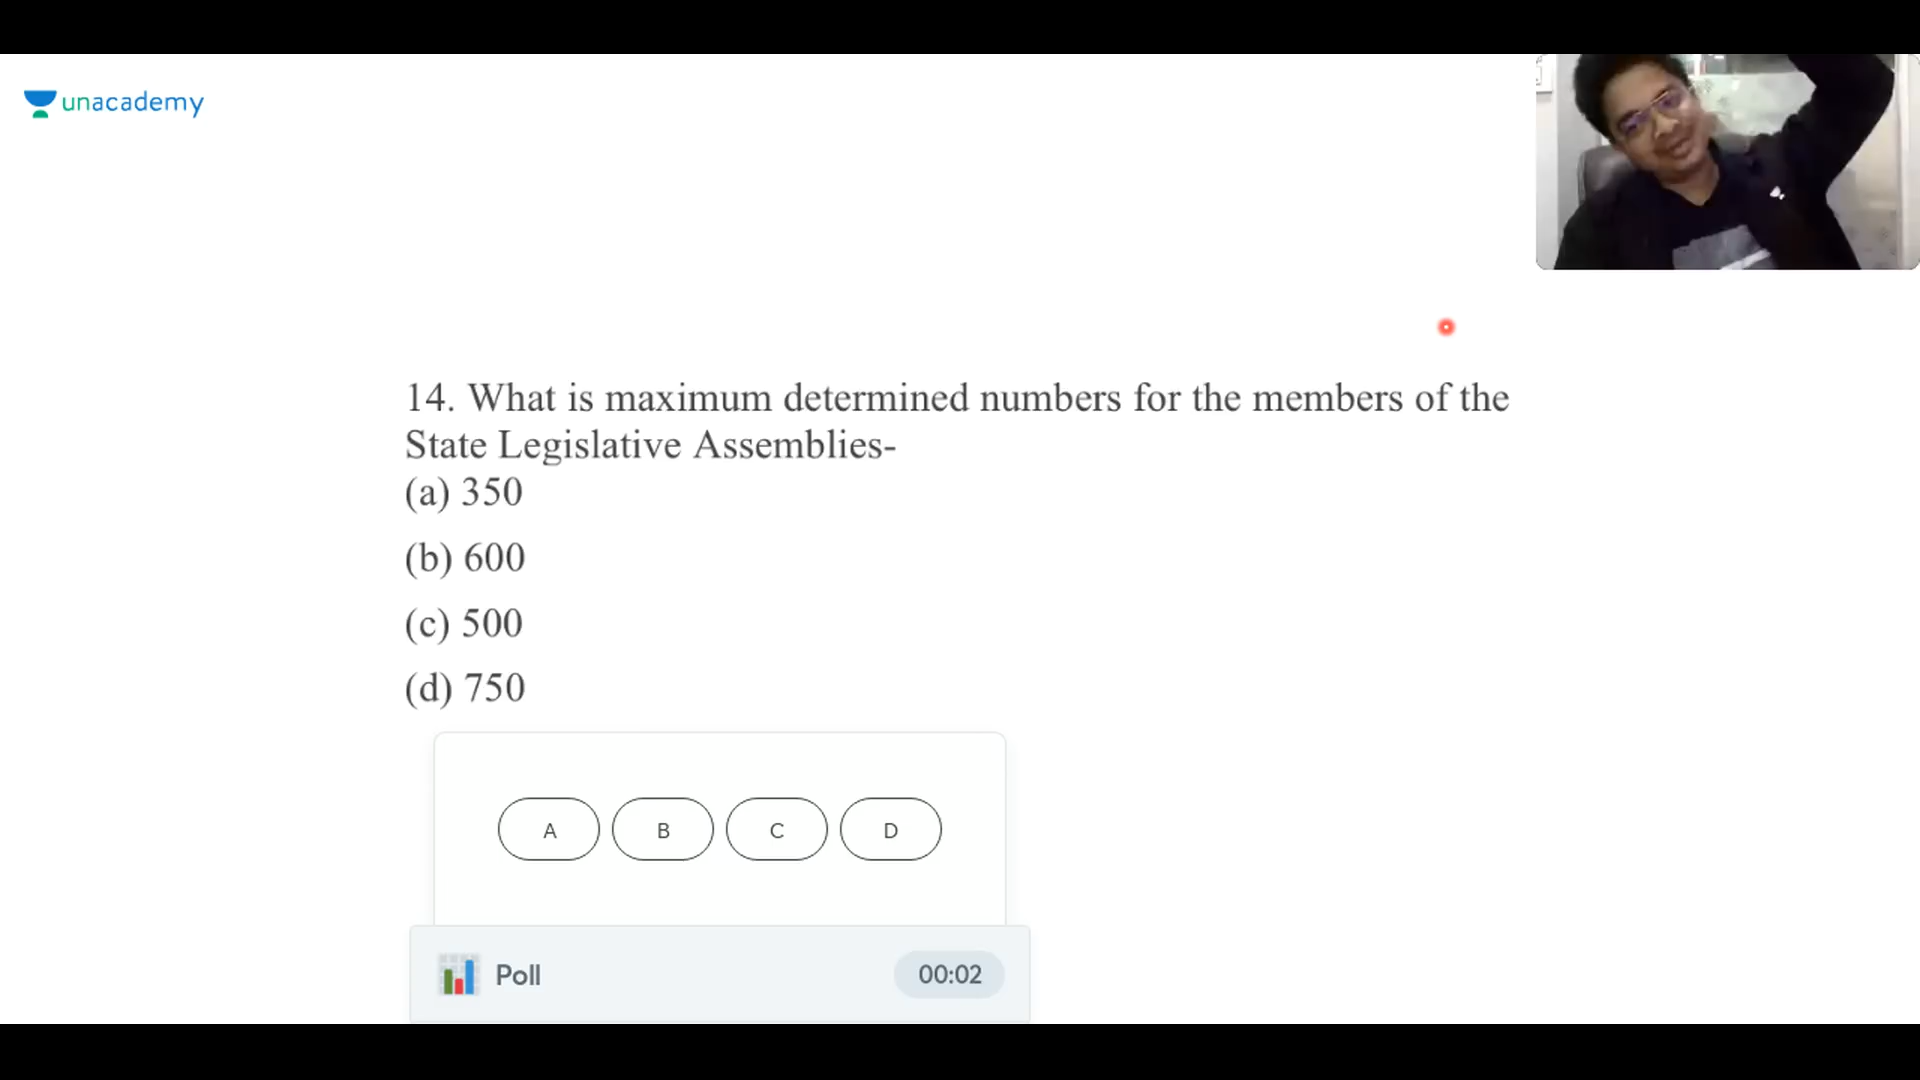 unacademy
14. What is maximum determined numbers for the members of the
State Legislative Assemblies-
(a) 350
(b) 600
(c) 500
(d) 750
A B C D
Poll 00:02